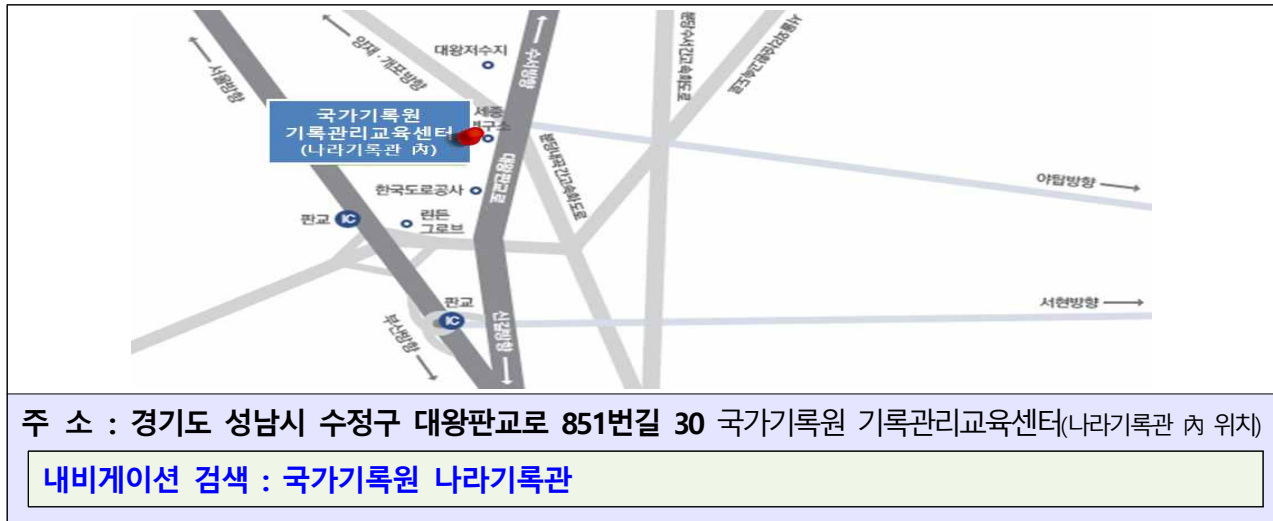 양재·개포방향
대왕저수지
수서방향
분당수서간고속화도로
서울외곽순환고속도로
서울방향
국가기록원
기록관리교육센터
(나라기록관 內)
세종
연구소
대왕판교로
분당내곡간고속화도로
야탑방향
한국도로공사
판교 IC
린든
그로브
판교
IC
서현방향
부산방향
신갈방향
주 소 : 경기도 성남시 수정구 대왕판교로 851번길 30 국가기록원 기록관리교육센터(나라기록관 內 위치)
내비게이션 검색 : 국가기록원 나라기록관